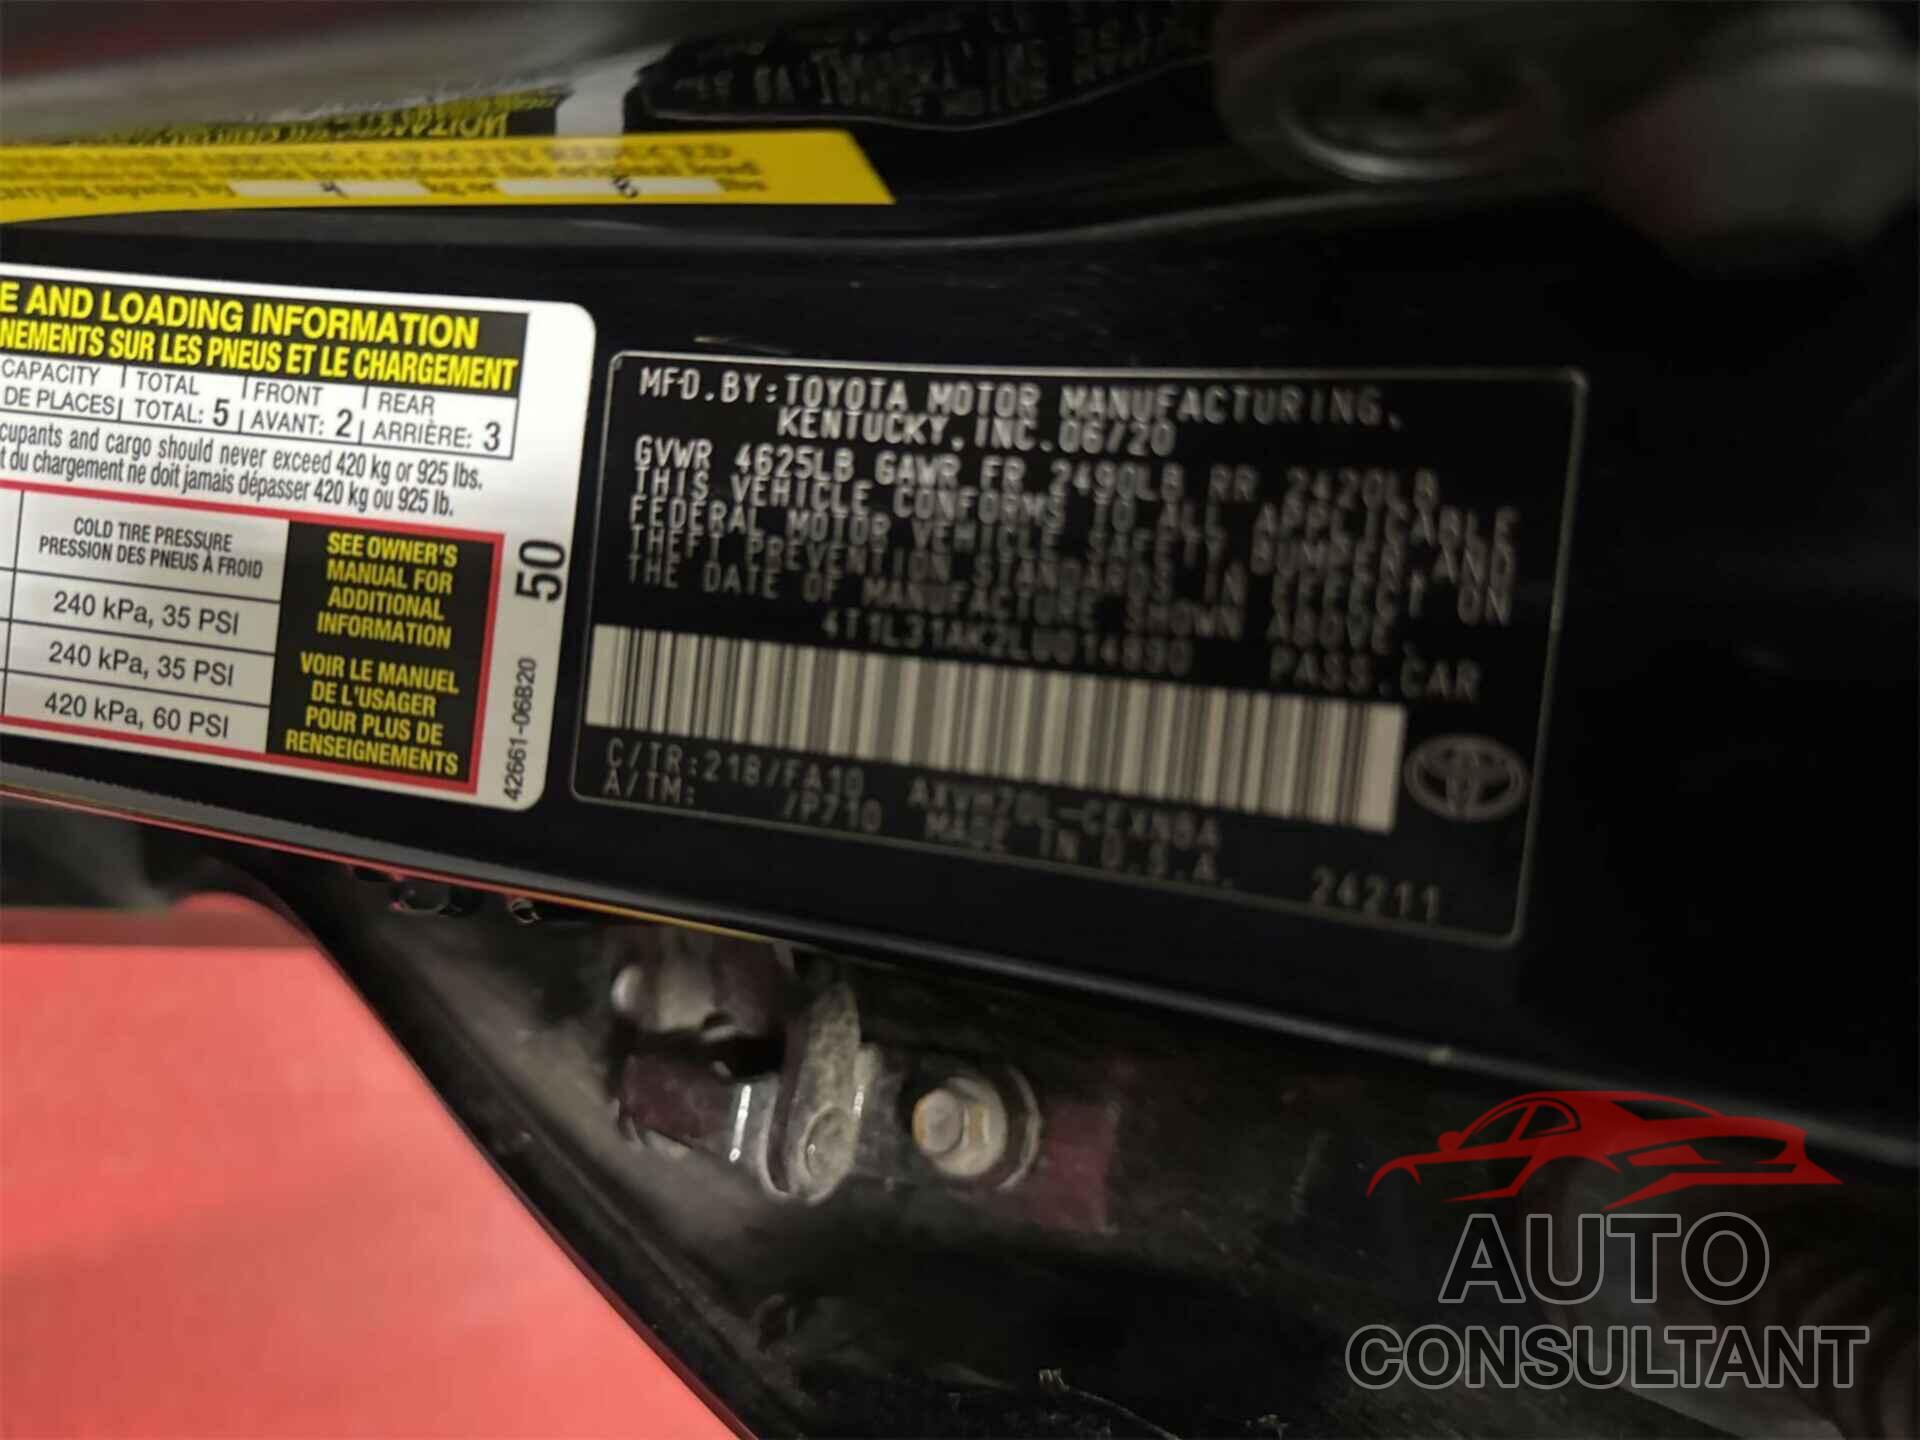 kg or
E AND LOADING INFORMATION
NEMENTS SUR LES PNEUS ET LE CHARGEMENT
CAPACITY TOTAL FRONT REAR
DE PLACES TOTAL: 5 AVANT: 2 ARRIÈRE: 3
cupants and cargo should never exceed 420 kg or 925 lbs.
t du chargement ne doit jamais dépasser 420 kg ou 925 lb.
COLD TIRE PRESSURE
PRESSION DES PNEUS À FROID
240 kPa, 35 PSI
240 kPa, 35 PSI
420 kPa, 60 PSI
SEE OWNER'S
MANUAL FOR
ADDITIONAL
INFORMATION
VOIR LE MANUEL
DE L'USAGER
POUR PLUS DE
RENSEIGNEMENTS
50
42661-06B20
MFD. BY: TOYOTA MOTOR MANUFACTURING,
KENTUCKY, INC. 06/20
GVWR 4625LB GAWR FR 2490LB RR 2420LB
THIS VEHICLE CONFORMS TO ALL APPLICABLE
FEDERAL MOTOR VEHICLE SAFETY, BUMPER, AND
THEFT PREVENTION STANDARDS IN EFFECT ON
THE DATE OF MANUFACTURE SHOWN ABOVE.
4T1L31AK2LU014890 PASS.CAR
C/TR:218/FA10
A/TM: /P710 MADE IN U.S.A.
24211
AUTO
CONSULTANT